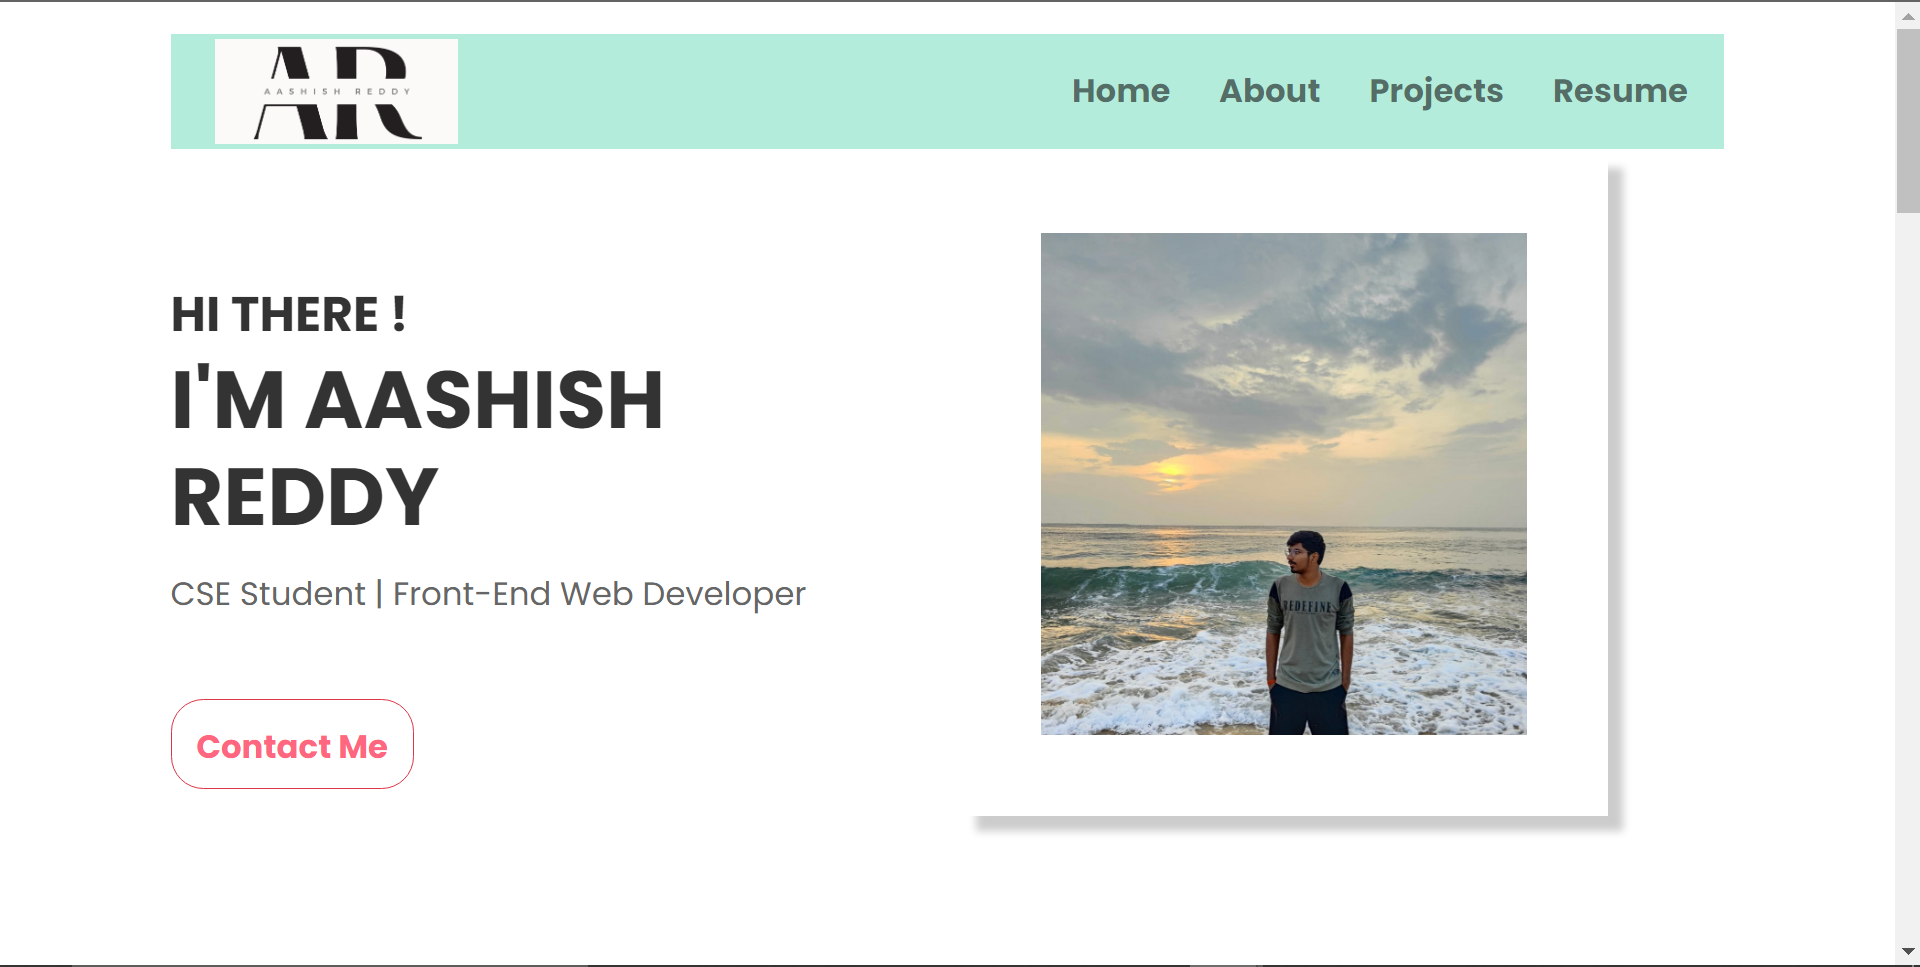 AR
AASHISH REDDY
Home About Projects Resume
HI THERE !
I'M AASHISH
REDDY
CSE Student | Front-End Web Developer
REDEFINE
Contact Me